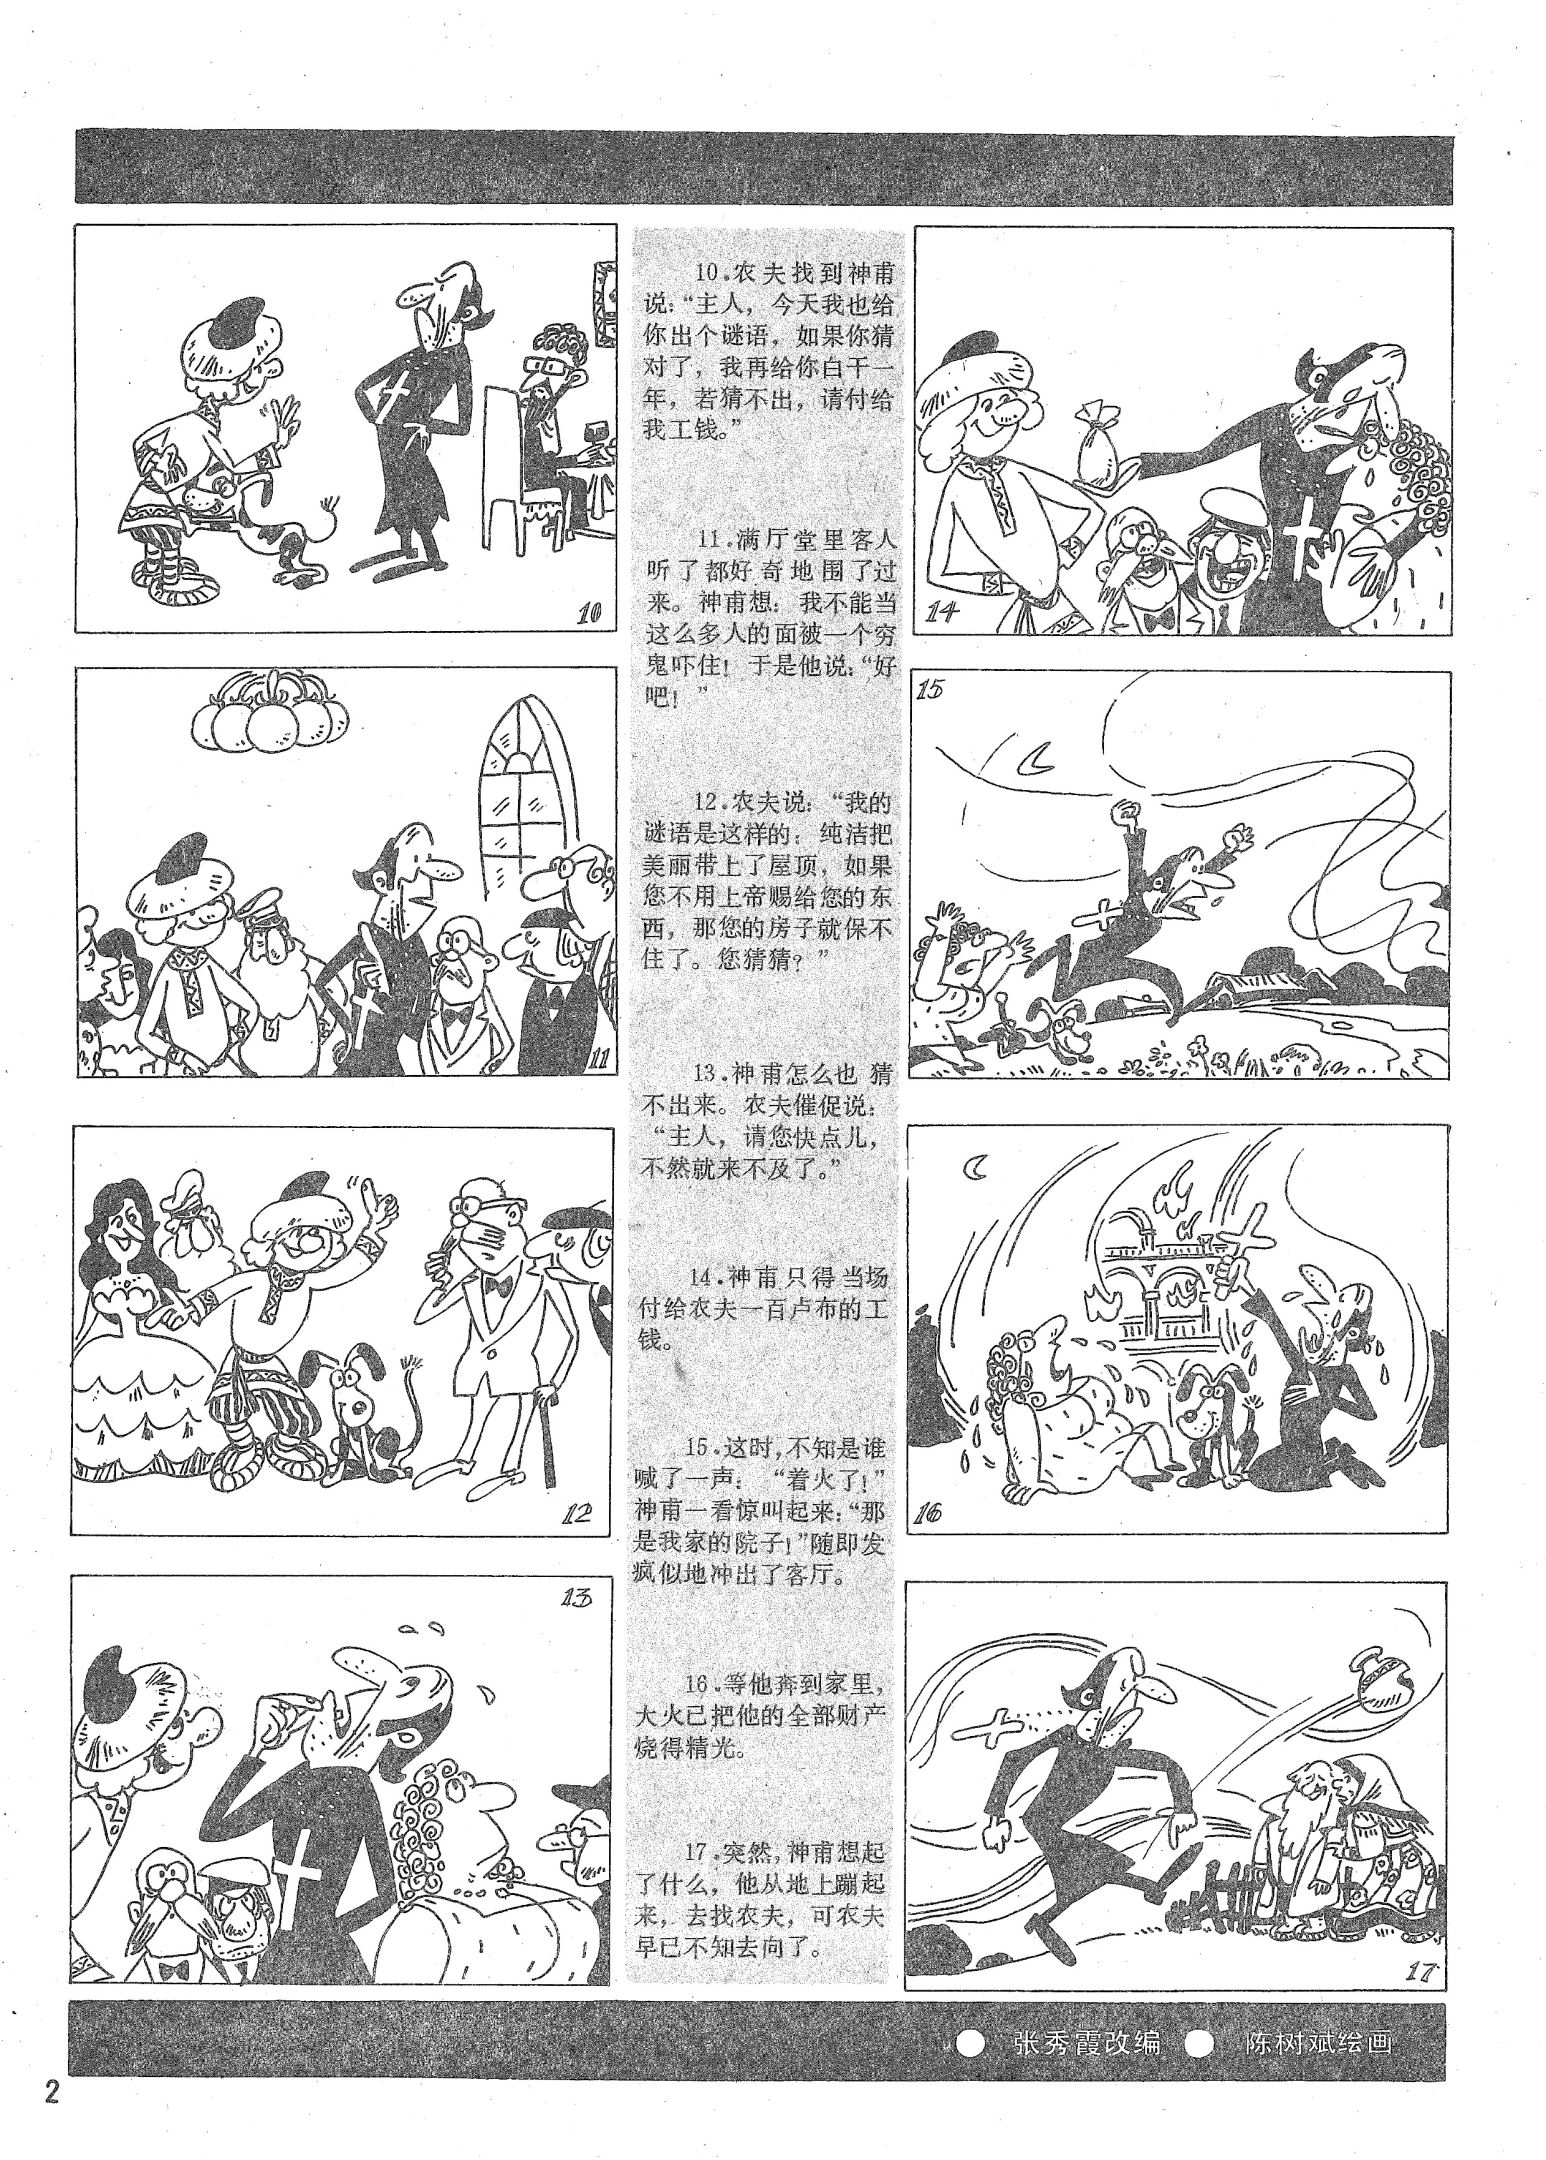 10.农夫找到神甫
说：“主人，今天我也给
你出个谜语，如果你猜
对了，我再给你白干一
年，若猜不出，请付给
我工钱。”
11.满厅堂里客人
听了都好奇地围了过
来。神甫想：我不能当
这么多人的面被一个穷
鬼吓住！于是他说：“好
吧！”
12.农夫说：“我的
谜语是这样的：纯洁把
美丽带上了屋顶，如果
您不用上帝赐给您的东
西，那您的房子就保不
住了。您猜猜？”
13.神甫怎么也猜
不出来。农夫催促说：
“主人，请您快点儿，
不然就来不及了。”
14.神甫只得当场
付给农夫一百卢布的工
钱。
15.这时，不知是谁
喊了一声：“着火了！”
神甫一看惊叫起来：“那
是我家的院子！”随即发
疯似地冲出了客厅。
16.等他奔到家里，
大火已把他的全部财产
烧得精光。
17.突然，神甫想起
了什么，他从地上蹦起
来，去找农夫，可农夫
早已不知去向了。
10
11
12
13
14
15
16
17
●张秀霞改编●陈树斌绘画
2